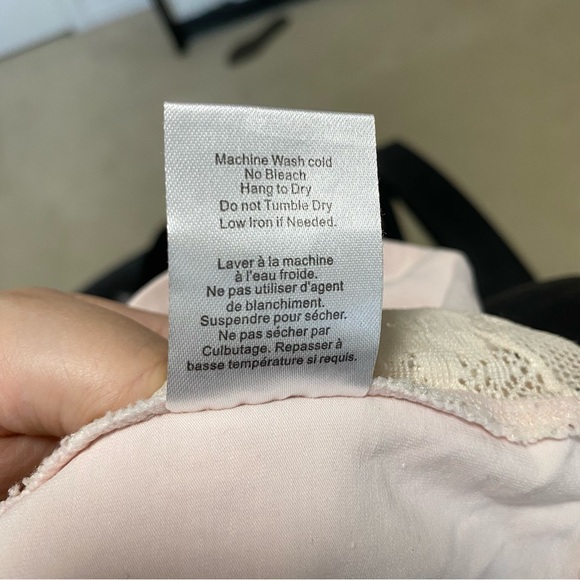 Machine Wash cold
No Bleach
Hang to Dry
Do not Tumble Dry
Low Iron if Needed.
Laver à la machine
à l'eau froide.
Ne pas utiliser d'agent
de blanchiment.
Suspendre pour sécher.
Ne pas sécher par
Culbutage. Repasser à
basse température si requis.